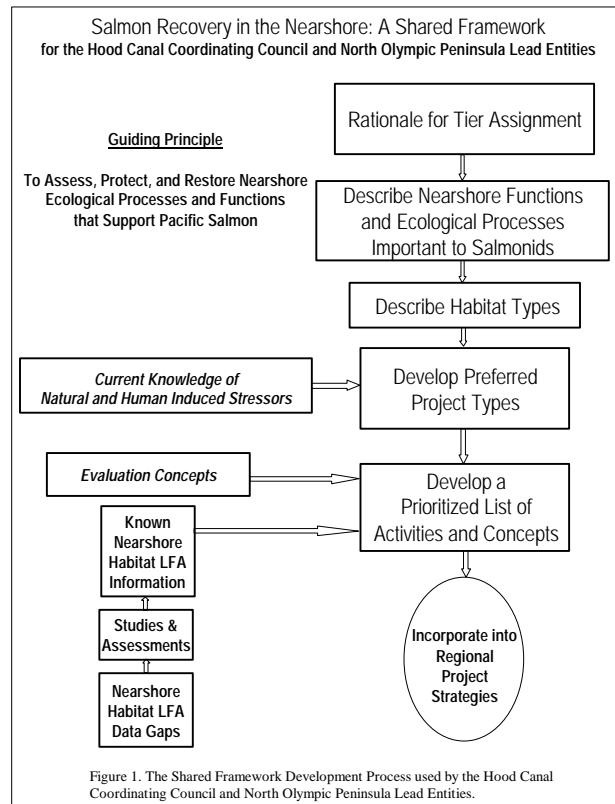 Salmon Recovery in the Nearshore: A Shared Framework
for the Hood Canal Coordinating Council and North Olympic Peninsula Lead Entities
Guiding Principle
To Assess, Protect, and Restore Nearshore
Ecological Processes and Functions
that Support Pacific Salmon
Rationale for Tier Assignment
Describe Nearshore Functions
and Ecological Processes
Important to Salmonids
Describe Habitat Types
Current Knowledge of
Natural and Human Induced Stressors
Develop Preferred
Project Types
Evaluation Concepts
Develop a
Prioritized List of
Activities and Concepts
Known
Nearshore
Habitat LFA
Information
Studies &
Assessments
Nearshore
Habitat LFA
Data Gaps
Incorporate into
Regional
Project
Strategies
Figure 1. The Shared Framework Development Process used by the Hood Canal
Coordinating Council and North Olympic Peninsula Lead Entities.